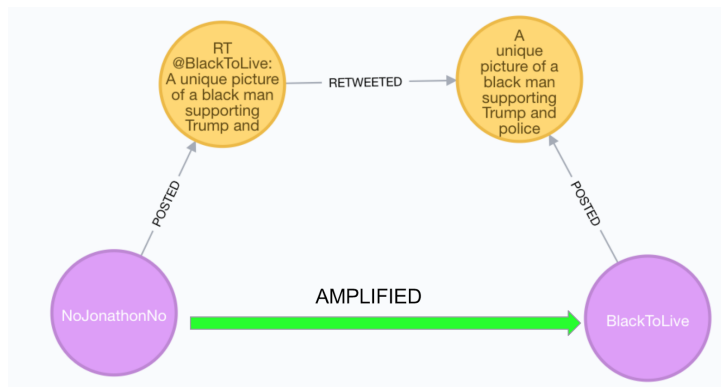 RT
@BlackToLive:
A unique picture
of a black man
supporting
Trump and
A
unique
picture of a
black man
supporting
Trump and
police
RETWEETED
POSTED
POSTED
NoJonathonNo
AMPLIFIED
BlackToLive